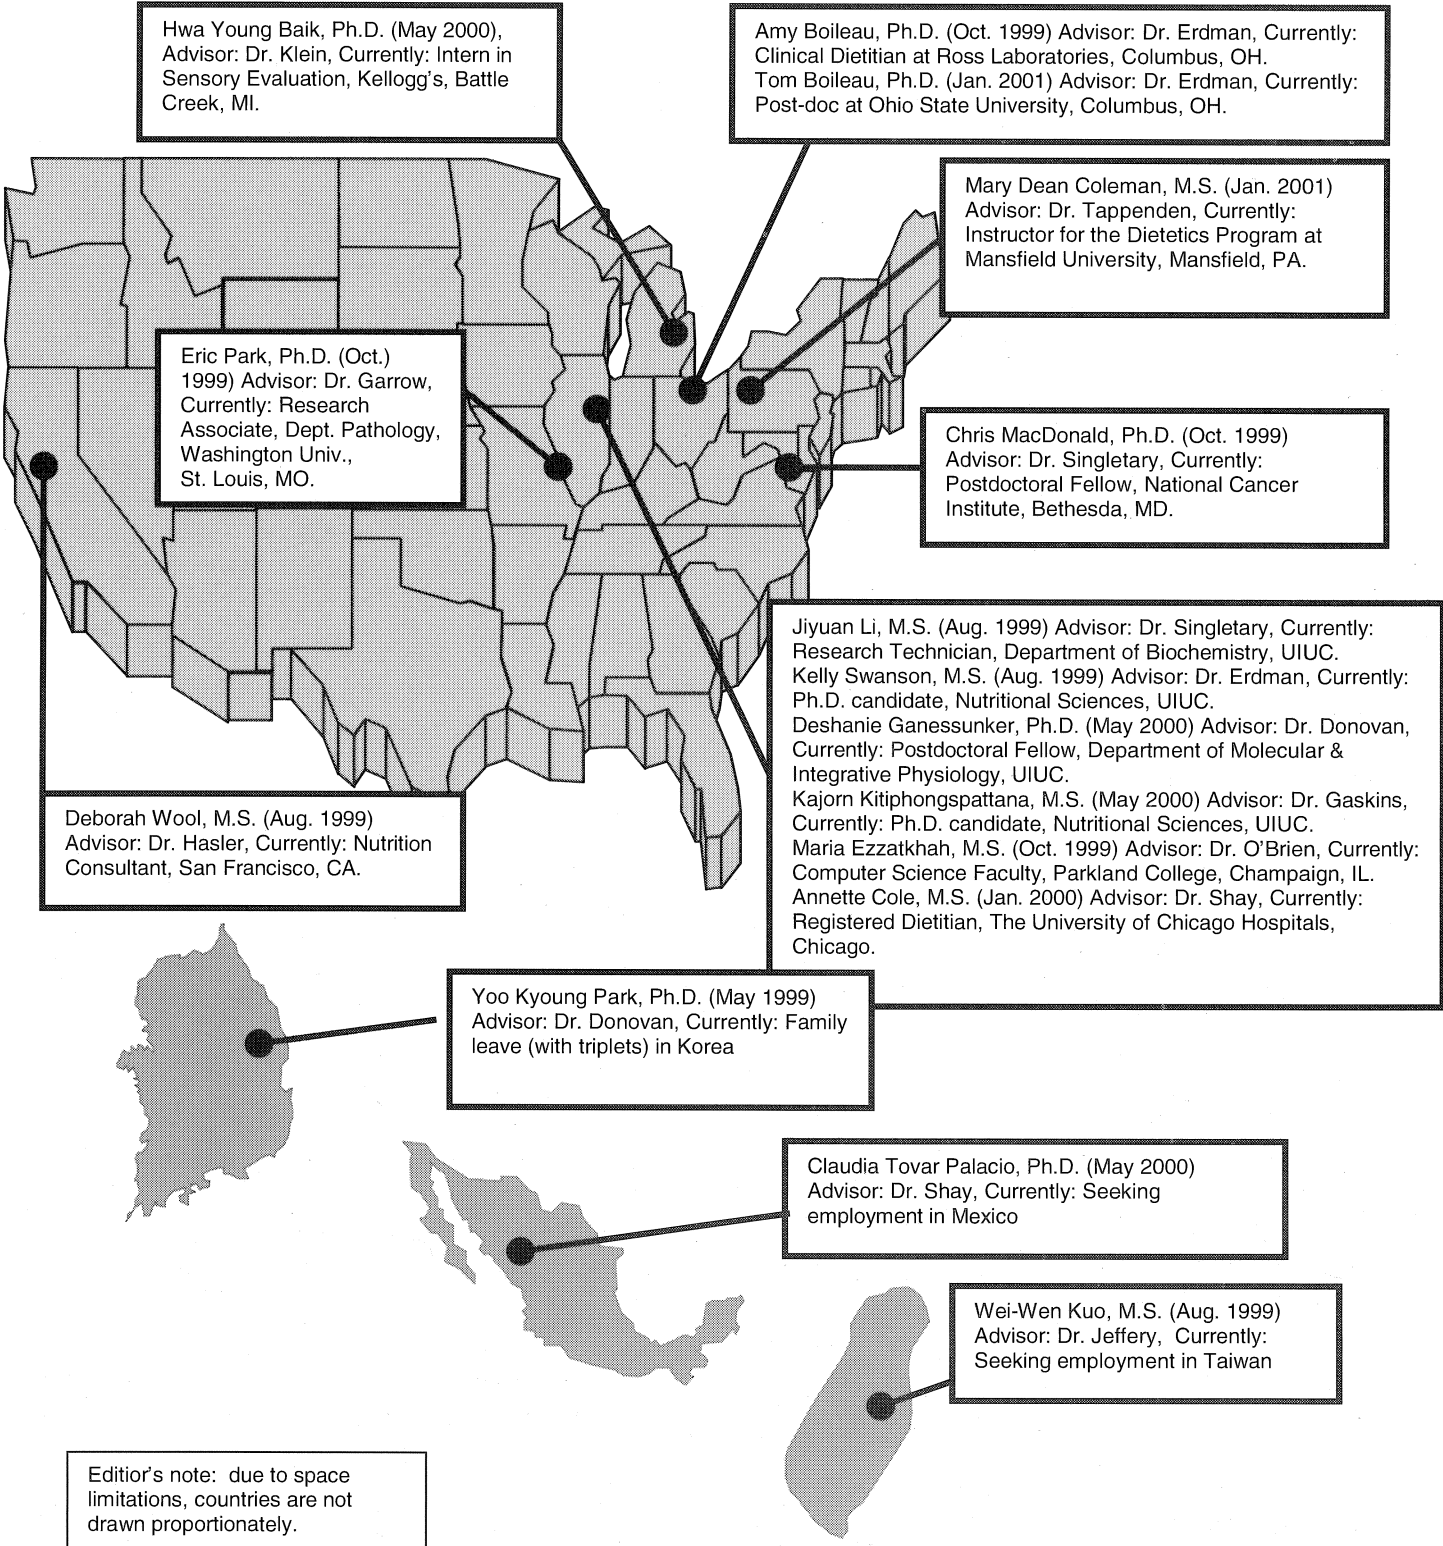 Hwa Young Baik, Ph.D. (May 2000),
Advisor: Dr. Klein, Currently: Intern in
Sensory Evaluation, Kellogg's, Battle
Creek, MI.
Amy Boileau, Ph.D. (Oct. 1999) Advisor: Dr. Erdman, Currently:
Clinical Dietitian at Ross Laboratories, Columbus, OH.
Tom Boileau, Ph.D. (Jan. 2001) Advisor: Dr. Erdman, Currently:
Post-doc at Ohio State University, Columbus, OH.
Mary Dean Coleman, M.S. (Jan. 2001)
Advisor: Dr. Tappenden, Currently:
Instructor for the Dietetics Program at
Mansfield University, Mansfield, PA.
Eric Park, Ph.D. (Oct.)
1999) Advisor: Dr. Garrow,
Currently: Research
Associate, Dept. Pathology,
Washington Univ.,
St. Louis, MO.
Chris MacDonald, Ph.D. (Oct. 1999)
Advisor: Dr. Singletary, Currently:
Postdoctoral Fellow, National Cancer
Institute, Bethesda, MD.
Jiyuan Li, M.S. (Aug. 1999) Advisor: Dr. Singletary, Currently:
Research Technician, Department of Biochemistry, UIUC.
Kelly Swanson, M.S. (Aug. 1999) Advisor: Dr. Erdman, Currently:
Ph.D. candidate, Nutritional Sciences, UIUC.
Deshanie Ganessunker, Ph.D. (May 2000) Advisor: Dr. Donovan,
Currently: Postdoctoral Fellow, Department of Molecular &
Integrative Physiology, UIUC.
Kajorn Kitiphongspattana, M.S. (May 2000) Advisor: Dr. Gaskins,
Currently: Ph.D. candidate, Nutritional Sciences, UIUC.
Maria Ezzatkhah, M.S. (Oct. 1999) Advisor: Dr. O'Brien, Currently:
Computer Science Faculty, Parkland College, Champaign, IL.
Annette Cole, M.S. (Jan. 2000) Advisor: Dr. Shay, Currently:
Registered Dietitian, The University of Chicago Hospitals,
Chicago.
Deborah Wool, M.S. (Aug. 1999)
Advisor: Dr. Hasler, Currently: Nutrition
Consultant, San Francisco, CA.
Yoo Kyoung Park, Ph.D. (May 1999)
Advisor: Dr. Donovan, Currently: Family
leave (with triplets) in Korea
Claudia Tovar Palacio, Ph.D. (May 2000)
Advisor: Dr. Shay, Currently: Seeking
employment in Mexico
Wei-Wen Kuo, M.S. (Aug. 1999)
Advisor: Dr. Jeffery, Currently:
Seeking employment in Taiwan
Editior's note: due to space
limitations, countries are not
drawn proportionately.